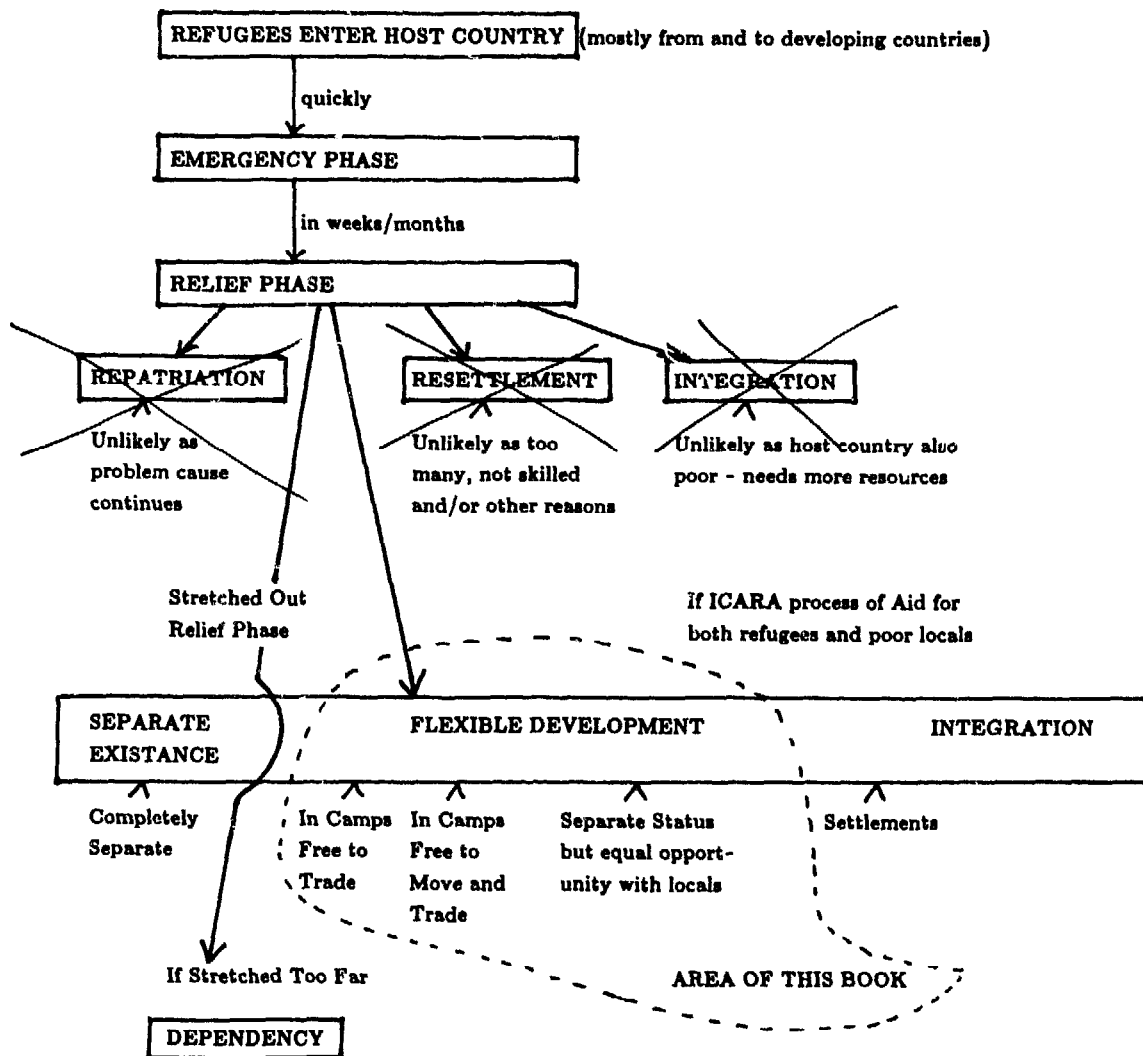 REFUGEES ENTER HOST COUNTRY (mostly from and to developing countries)
quickly
EMERGENCY PHASE
in weeks/months
RELIEF PHASE
REPATRIATION
Unlikely as
problem cause
continues
RESETTLEMENT
Unlikely as too
many, not skilled
and/or other reasons
INTEGRATION
Unlikely as host country also
poor - needs more resources
Stretched Out
Relief Phase
If ICARA process of Aid for
both refugees and poor locals
SEPARATE
EXISTANCE
FLEXIBLE DEVELOPMENT
INTEGRATION
Completely
Separate
In Camps
Free to
Trade
In Camps
Free to
Move and
Trade
Separate Status
but equal opport-
unity with locals
Settlements
If Stretched Too Far
AREA OF THIS BOOK
DEPENDENCY